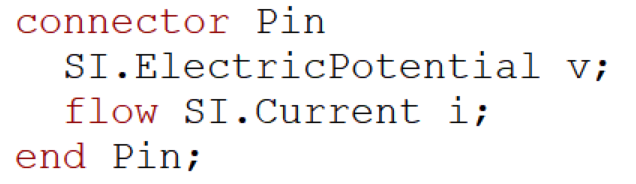 connector Pin
  SI.ElectricPotential v;
  flow SI.Current i;
end Pin;